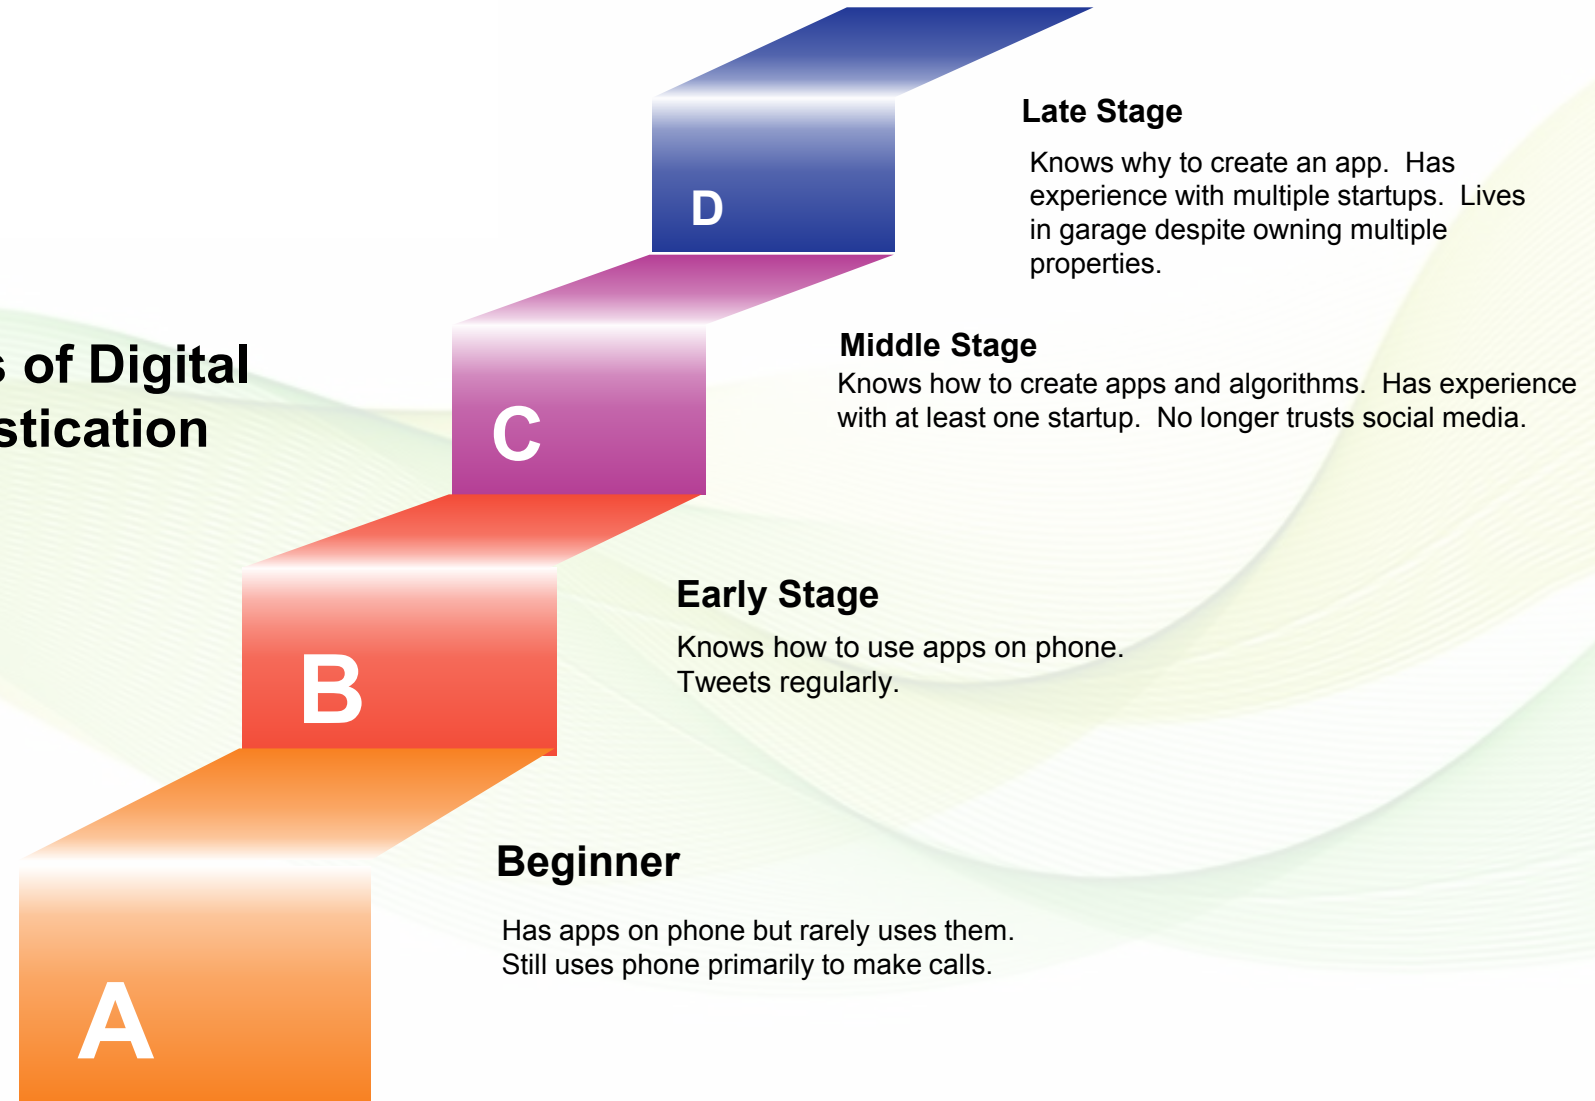 Late Stage
Knows why to create an app.  Has
experience with multiple startups.  Lives
in garage despite owning multiple
properties.
D
Middle Stage
Knows how to create apps and algorithms.  Has experience
with at least one startup.  No longer trusts social media.
s of Digital
stication
C
Early Stage
Knows how to use apps on phone.
Tweets regularly.
B
Beginner
Has apps on phone but rarely uses them.
Still uses phone primarily to make calls.
A